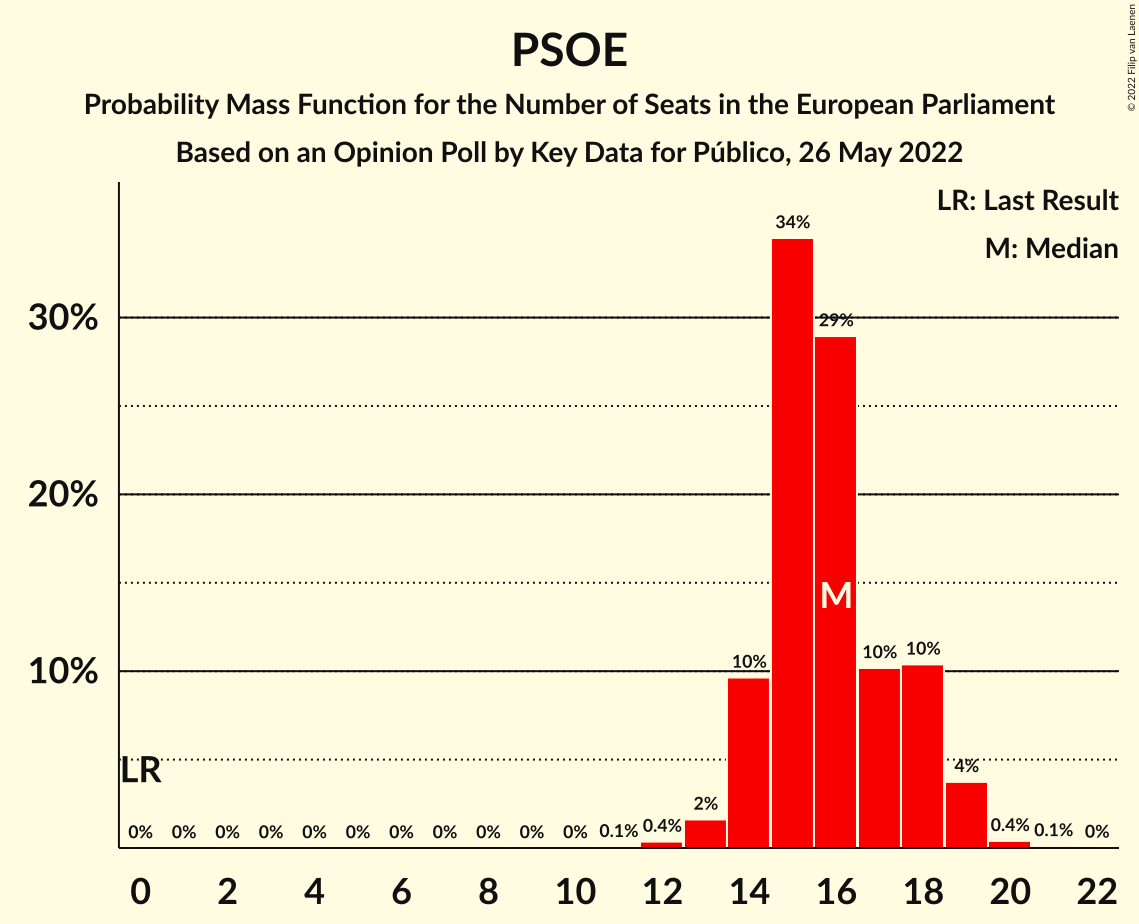 PSOE
Probability Mass Function for the Number of Seats in the European Parliament
Based on an Opinion Poll by Key Data for Público, 26 May 2022
© 2022 Filip van Laenen
LR: Last Result
M: Median
34%
30%
29%
20%
M
10%
10%
10%
10%
LR
4%
2%
0%
0%
0%
0%
0%
0%
0%
0%
0%
0%
0%
0.1%
0.4%
0.4%
0.1%
0%
0 2 4 6 8 10 12 14 16 18 20 22